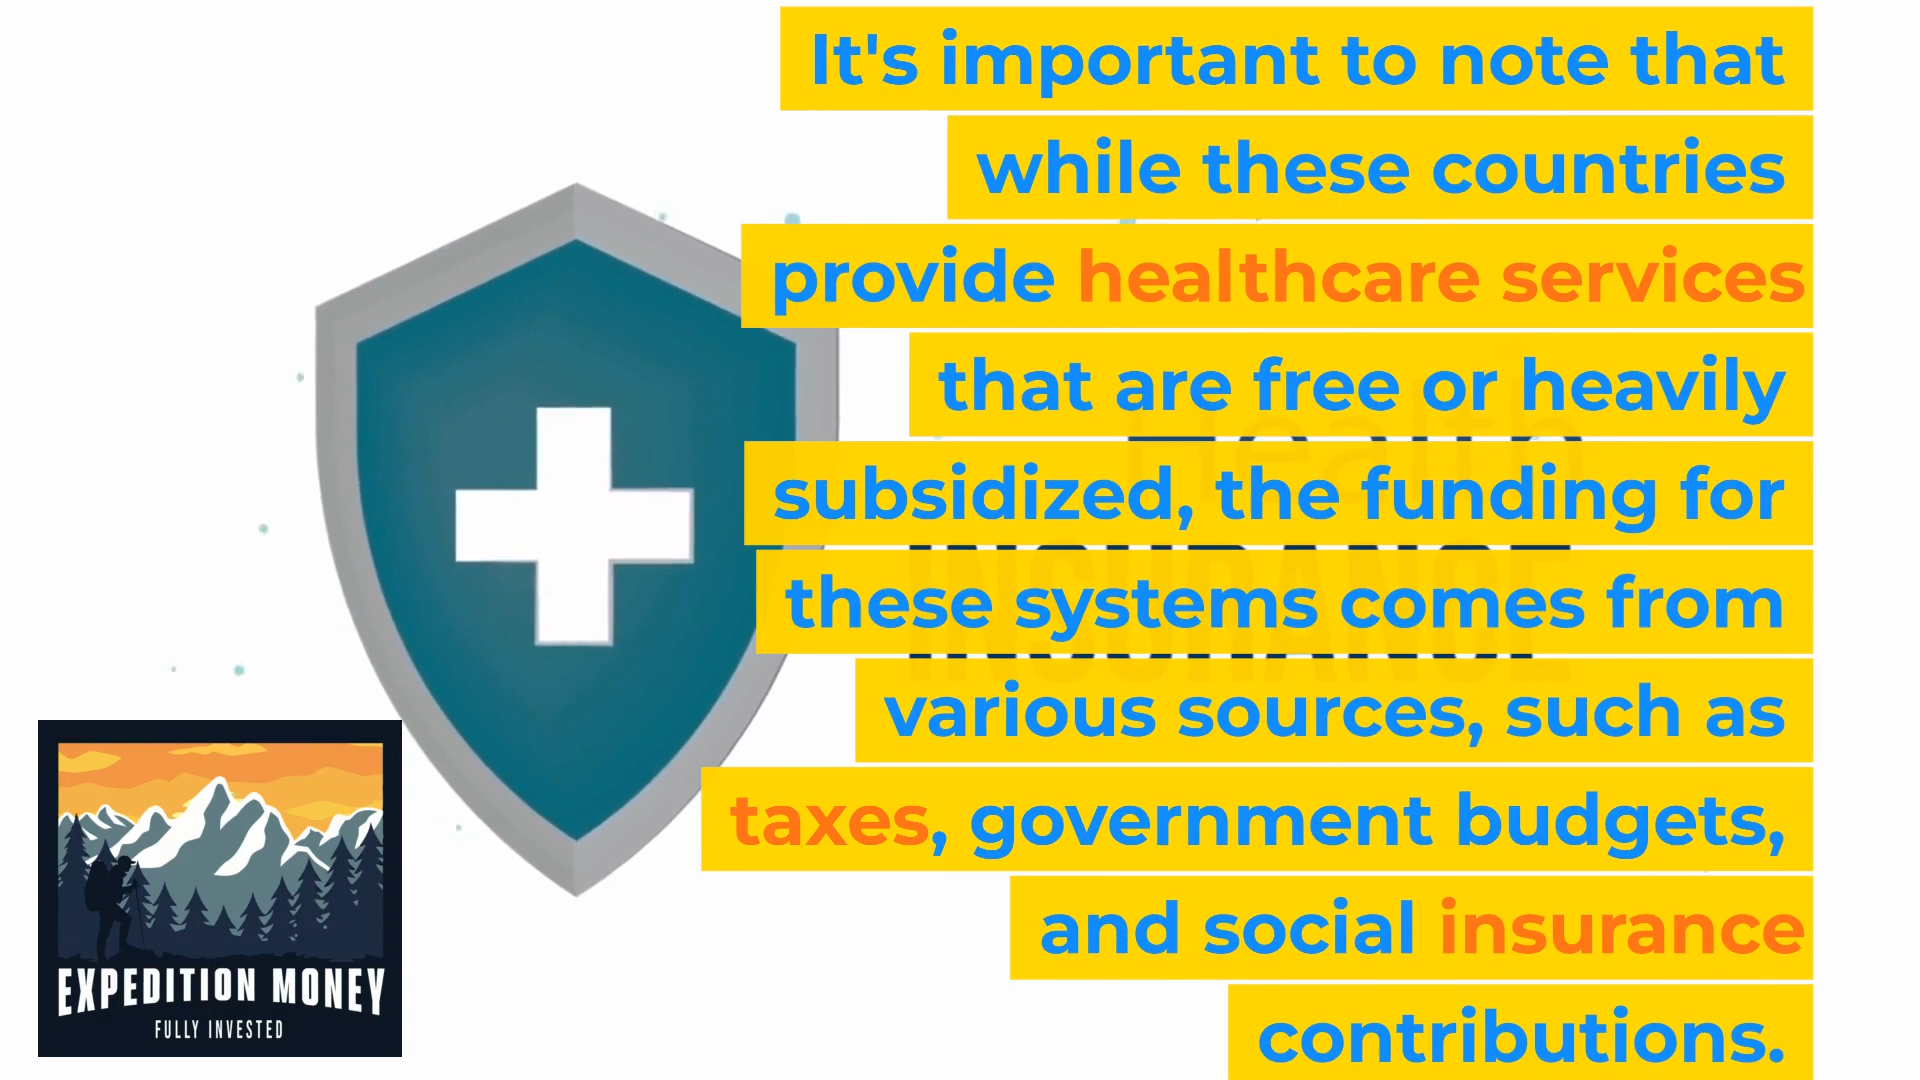 It's important to note that
while these countries
provide healthcare services
that are free or heavily
subsidized, the funding for
these systems comes from
various sources, such as
taxes, government budgets,
and social insurance
contributions.
Health
INSURANCE
EXPEDITION MONEY
FULLY INVESTED